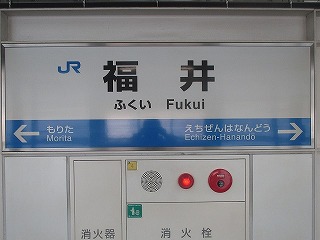 JR 福井
ふくい Fukui
もりた えちぜんはなんどう
Morita Echizen-Hanandō
消火器 消火栓